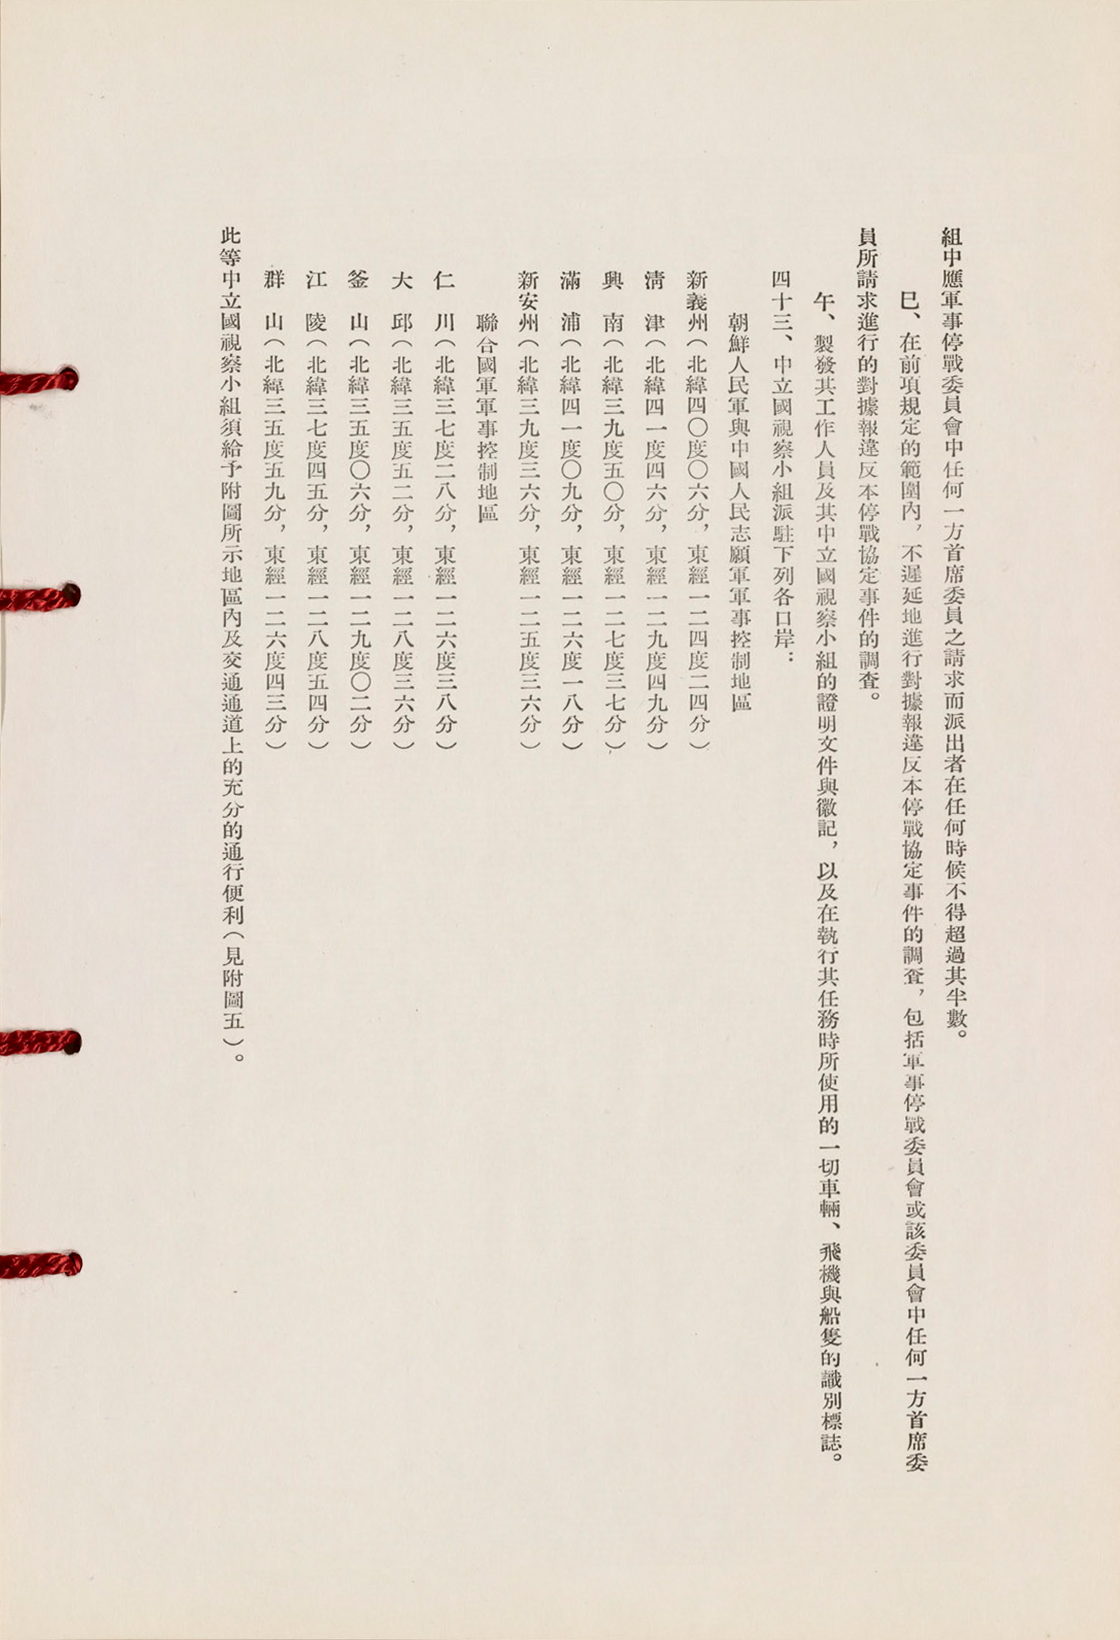 組中應軍事停戰委員會中任何一方首席委員之請求而派出者在任何時候不得超過其半數。
巳、在前項規定的範圍內，不遲延地進行對據報違反本停戰協定事件的調查，包括軍事停戰委員會或該委員會中任何一方首席委
員所請求進行的對據報違反本停戰協定事件的調查。
午、製發其工作人員及其中立國視察小組的證明文件與徽記，以及在執行其任務時所使用的一切車輛、飛機與船隻的識別標誌。
四十三、中立國視察小組派駐下列各口岸：
朝鮮人民軍與中國人民志願軍軍事控制地區
新義州（北緯四〇度〇六分，東經一二四度二四分）
清　津（北緯四一度四六分，東經一二九度四九分）
興　南（北緯三九度五〇分，東經一二七度三七分）
滿　浦（北緯四一度〇九分，東經一二六度一八分）
新安州（北緯三九度三六分，東經一二五度三六分）
聯合國軍軍事控制地區
仁　川（北緯三七度二八分，東經一二六度三八分）
大　邱（北緯三五度五二分，東經一二八度三六分）
釜　山（北緯三五度〇六分，東經一二九度〇二分）
江　陵（北緯三七度四五分，東經一二八度五四分）
群　山（北緯三五度五九分，東經一二六度四三分）
此等中立國視察小組須給予附圖所示地區內及交通通道上的充分的通行便利（見附圖五）。